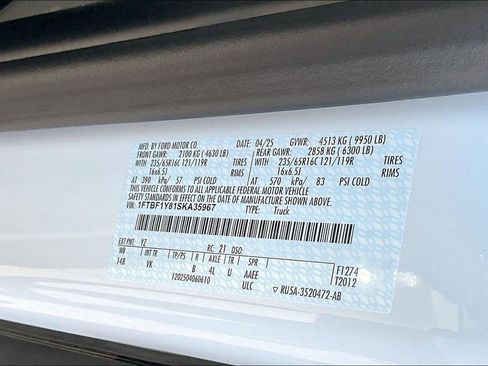 MFD. BY FORD MOTOR CO.
DATE: 04/25 GVWR: 4513 KG ( 9950 LB)
FRONT GAWR: 2100 KG ( 4630 LB) REAR GAWR: 2858 KG ( 6300 LB)
235/65R16C 121/119R TIRES 235/65R16C 121/119R TIRES
16x6.5J RIMS 16x6.5J RIMS
AT 390 kPa/ 57 PSI COLD AT 570 kPa/ 83 PSI COLD
THIS VEHICLE CONFORMS TO ALL APPLICABLE FEDERAL MOTOR VEHICLE
SAFETY STANDARDS IN EFFECT ON THE DATE OF MANUFACTURE SHOWN ABOVE.
VIN: 1FTBF1Y81SKA35967
TYPE: Truck
EXT PNT: YZ RC: 21 DSO:
WB INT TR TP/PS R AXLE TR SPR F1274
148 VK B 4L U AAEE T2012
1202504060610 ULC RU5A-3520472-AB